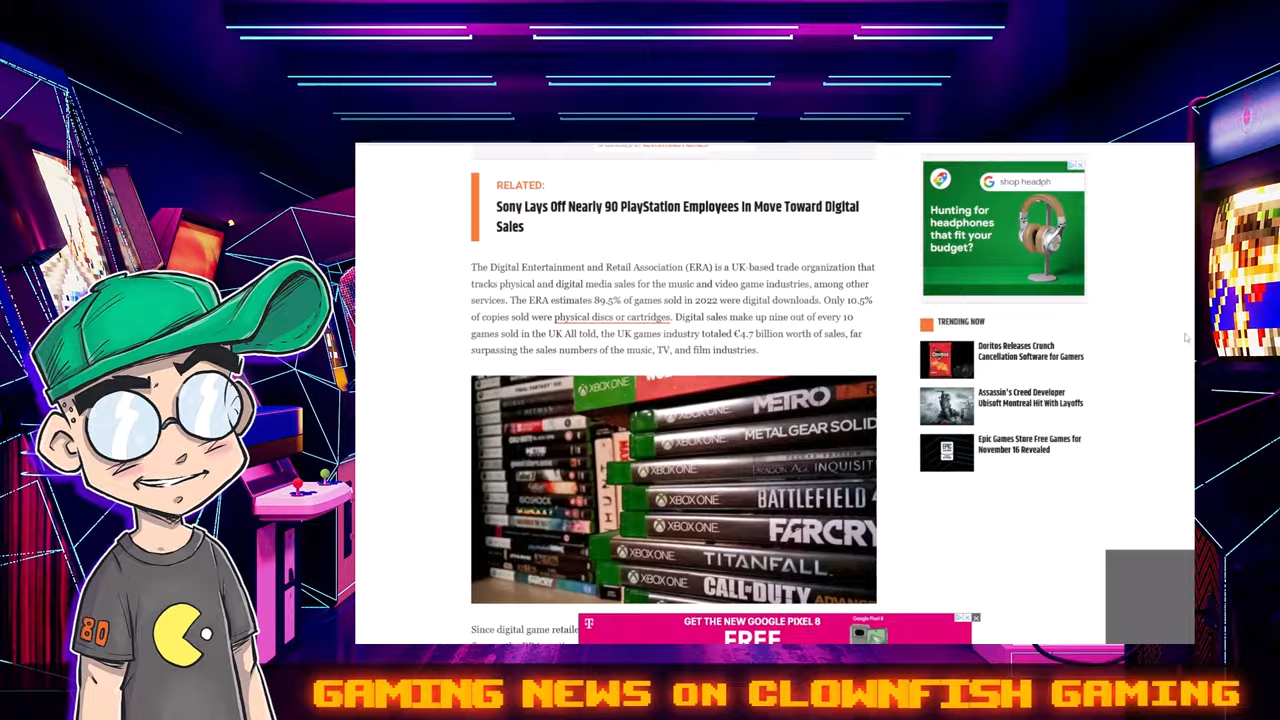 RELATED:
Sony Lays Off Nearly 90 PlayStation Employees In Move Toward Digital
Sales
The Digital Entertainment and Retail Association (ERA) is a UK-based trade organization that
tracks physical and digital media sales for the music and video game industries, among other
services. The ERA estimates 89.5% of games sold in 2022 were digital downloads. Only 10.5%
of copies sold were physical discs or cartridges. Digital sales make up nine out of every 10
games sold in the UK All told, the UK games industry totaled €4.7 billion worth of sales, far
surpassing the sales numbers of the music, TV, and film industries.
XBOX ONE
XBOX ONE METRO
XBOX ONE METAL GEAR SOLID
XBOX ONE DRAGON AGE INQUISIT
XBOX ONE BATTLEFIELD 4
XBOX ONE FARCRY
XBOX ONE TITANFALL
XBOX ONE CALL OF DUTY ADVANC
Since digital game retaile
GET THE NEW GOOGLE PIXEL 8
FREE
Google Pixel 8
G shop headph
Hunting for
headphones
that fit your
budget?
TRENDING NOW
Doritos Releases Crunch
Cancellation Software for Gamers
Assassin's Creed Developer
Ubisoft Montreal Hit With Layoffs
Epic Games Store Free Games for
November 16 Revealed
80
GAMING NEWS ON CLOWNFISH GAMING